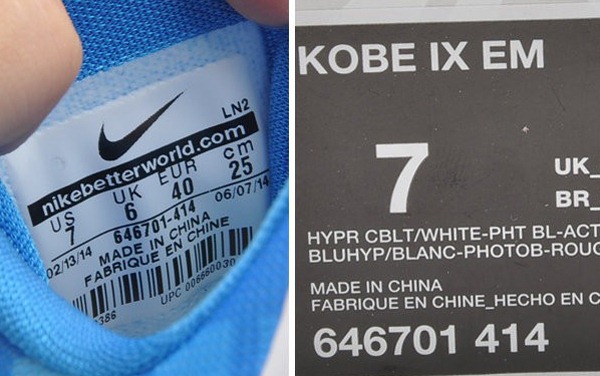 LN2
nikebetterworld.com
US UK EUR cm
7 6 40 25
02/13/14 646701-414 06/07/14
MADE IN CHINA
FABRIQUE EN CHINE
386 UPC
KOBE IX EM
7
UK_
BR_
HYPR CBLT/WHITE-PHT BL-ACT
BLUHYP/BLANC-PHOTOB-ROUG
MADE IN CHINA
FABRIQUE EN CHINE_HECHO EN C
646701 414